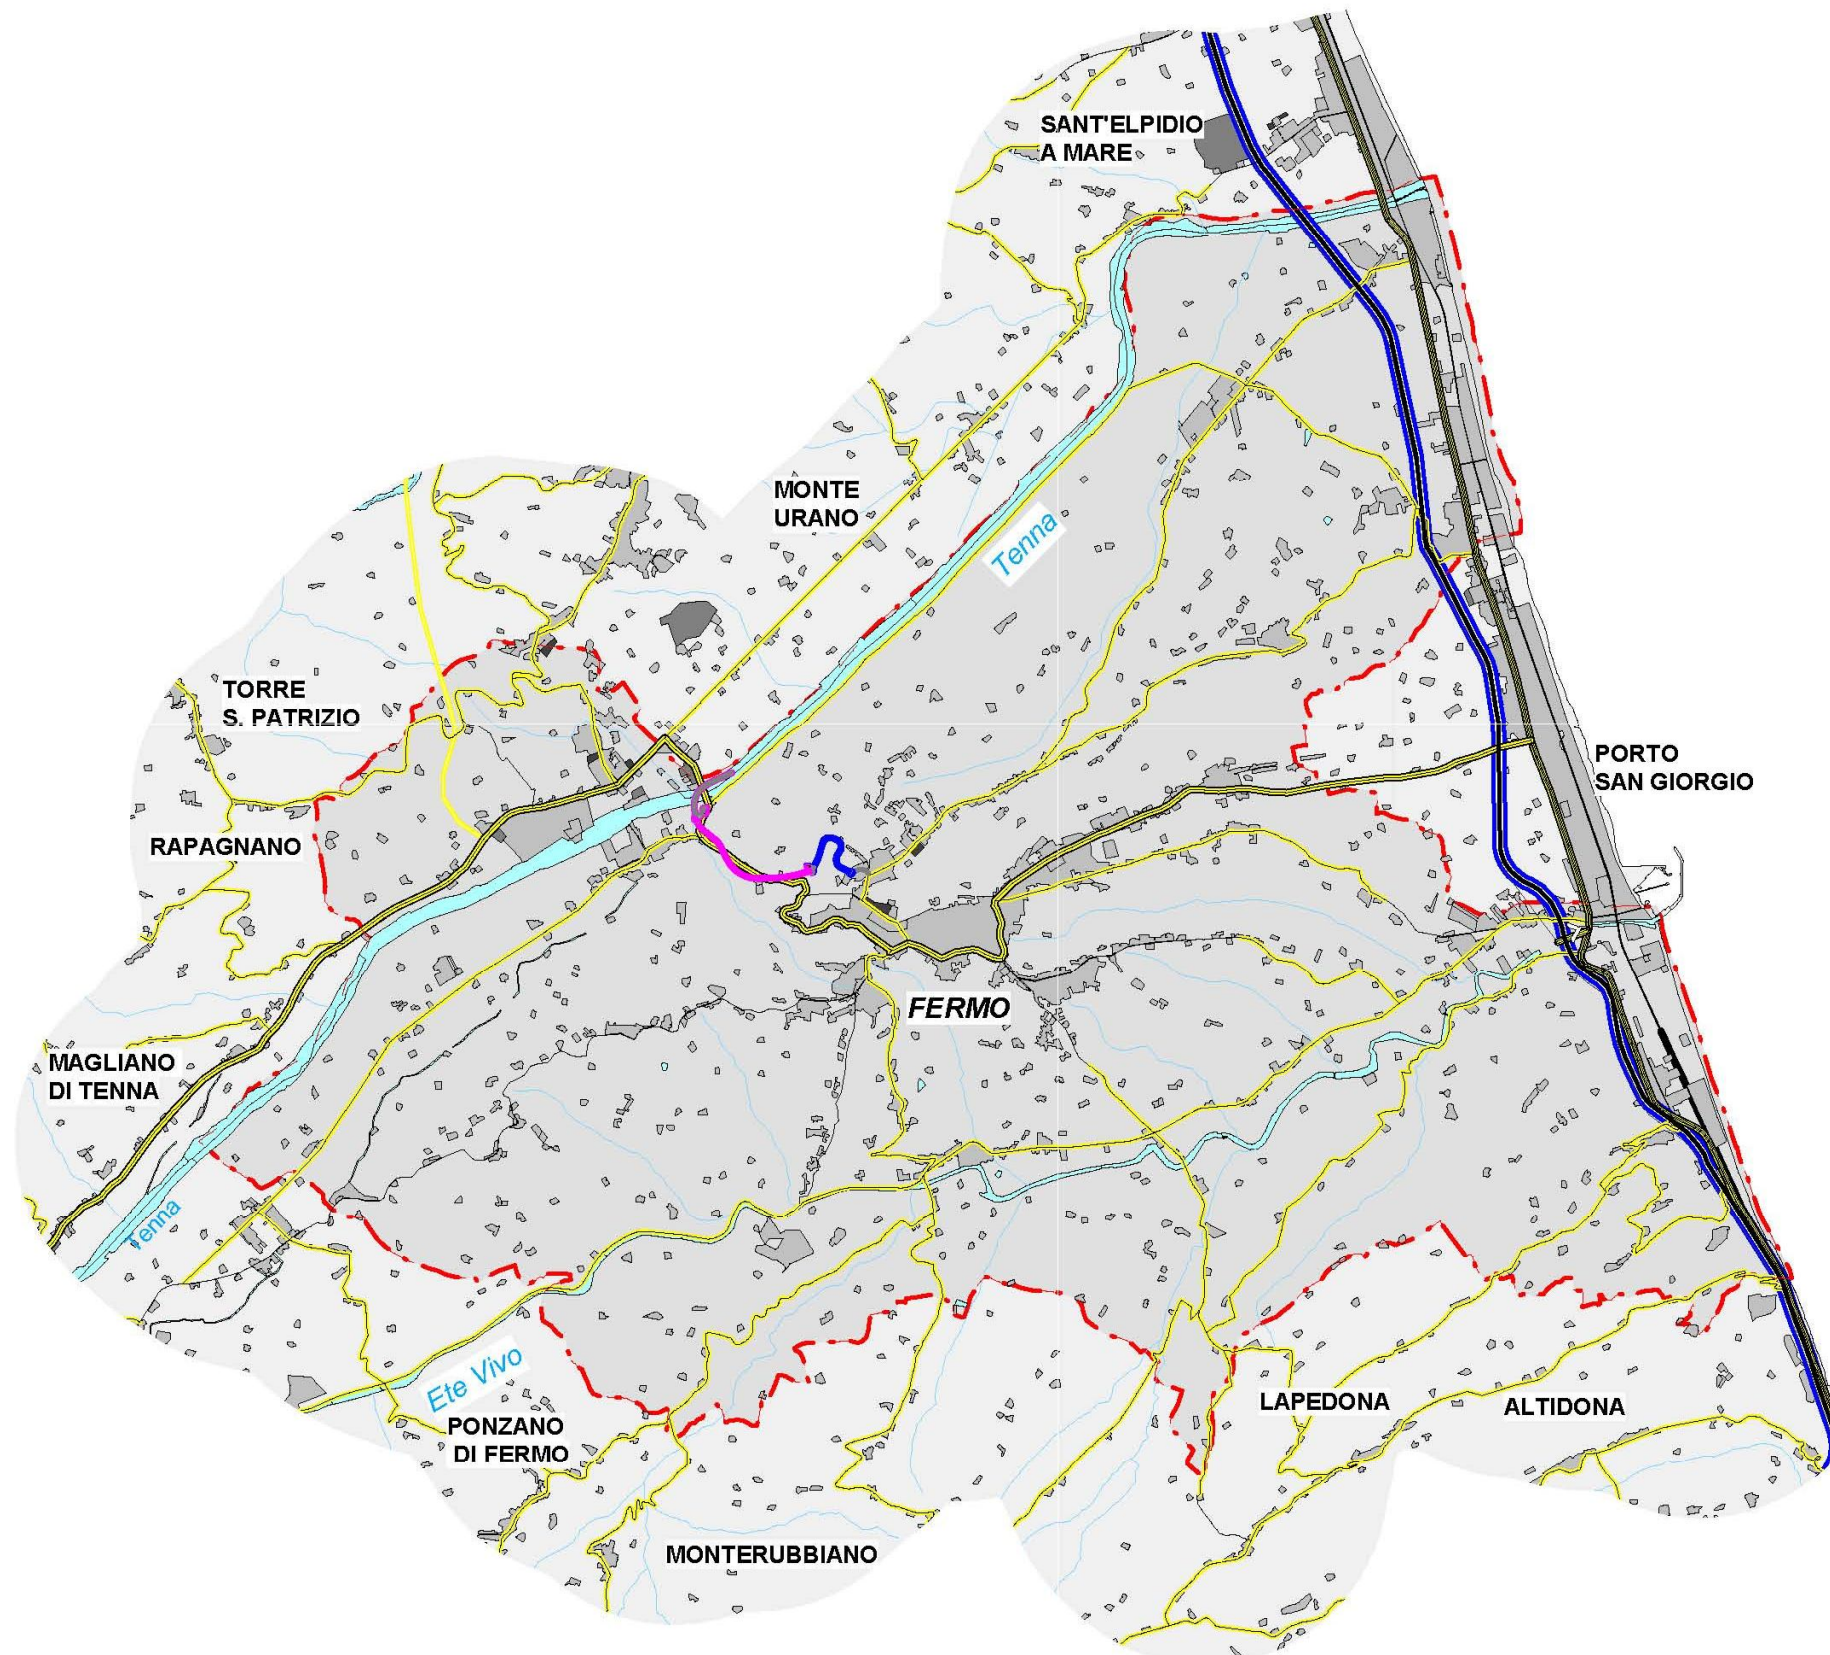 SANT'ELPIDIO
A MARE
MONTE
URANO
Tenna
TORRE
S. PATRIZIO
PORTO
SAN GIORGIO
RAPAGNANO
FERMO
MAGLIANO
DI TENNA
Tenna
Ete Vivo
PONZANO
DI FERMO
LAPEDONA
ALTIDONA
MONTERUBBIANO